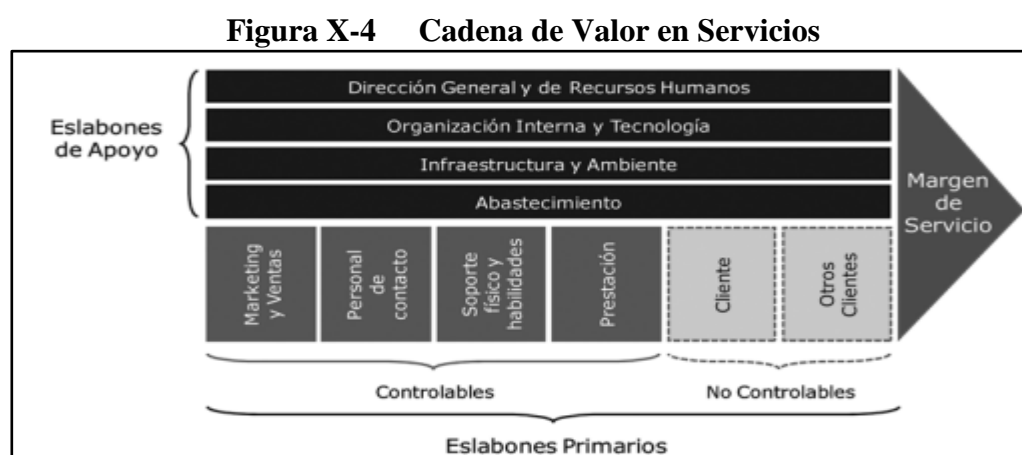 Figura X-4 Cadena de Valor en Servicios
Eslabones
de Apoyo
Dirección General y de Recursos Humanos
Organización Interna y Tecnología
Infraestructura y Ambiente
Abastecimiento
Marketing
y Ventas
Personal
de
contacto
Soporte
físico y
habilidades
Prestación
Cliente
Otros
Clientes
Margen
de
Servicio
Controlables
No Controlables
Eslabones Primarios